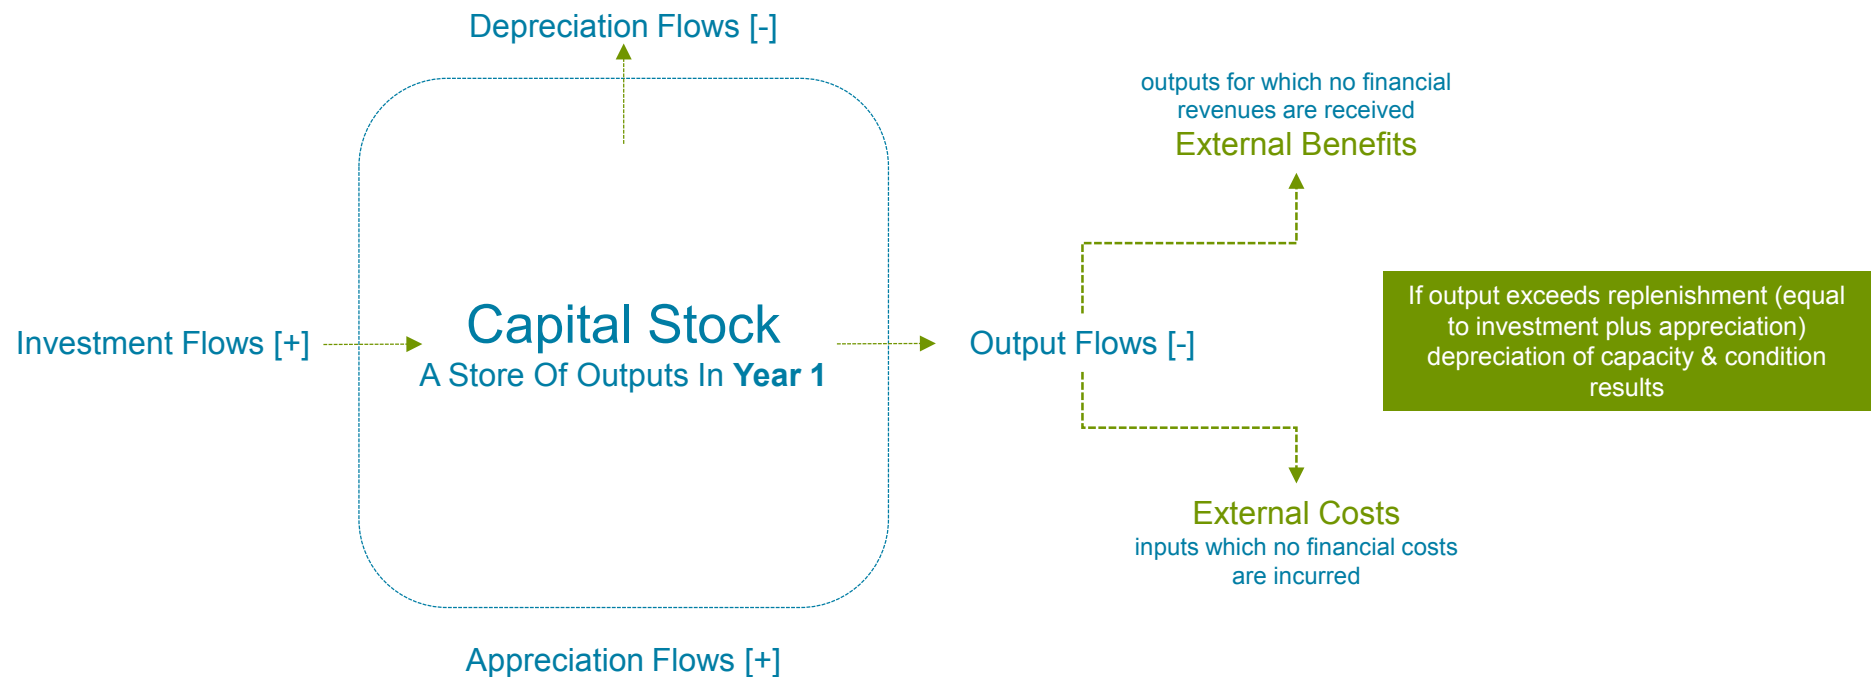 Depreciation Flows [-]
outputs for which no financial
revenues are received
External Benefits
Investment Flows [+]
Capital Stock
A Store Of Outputs In Year 1
Output Flows [-]
If output exceeds replenishment (equal
to investment plus appreciation)
depreciation of capacity & condition
results
External Costs
inputs which no financial costs
are incurred
Appreciation Flows [+]